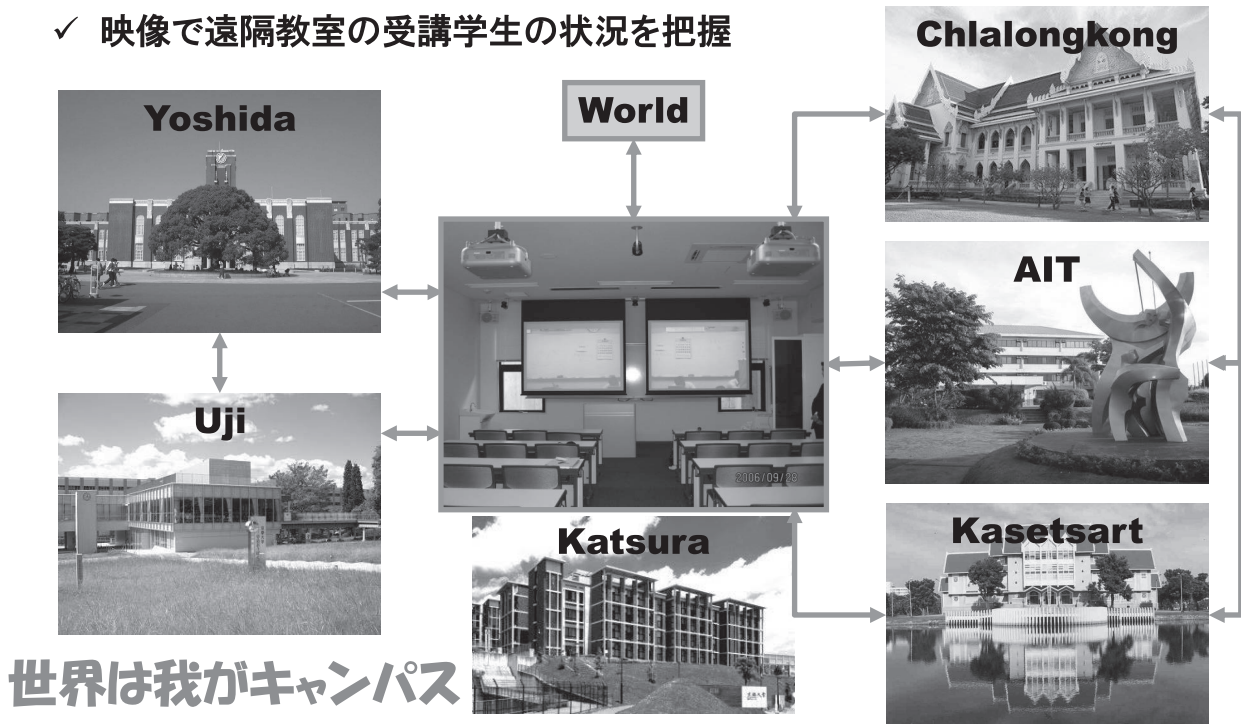 ✓ 映像で遠隔教室の受講学生の状況を把握
Chlalongkong
Yoshida
World
AIT
Uji
2006/09/28
Katsura
Kasetsart
世界は我がキャンパス